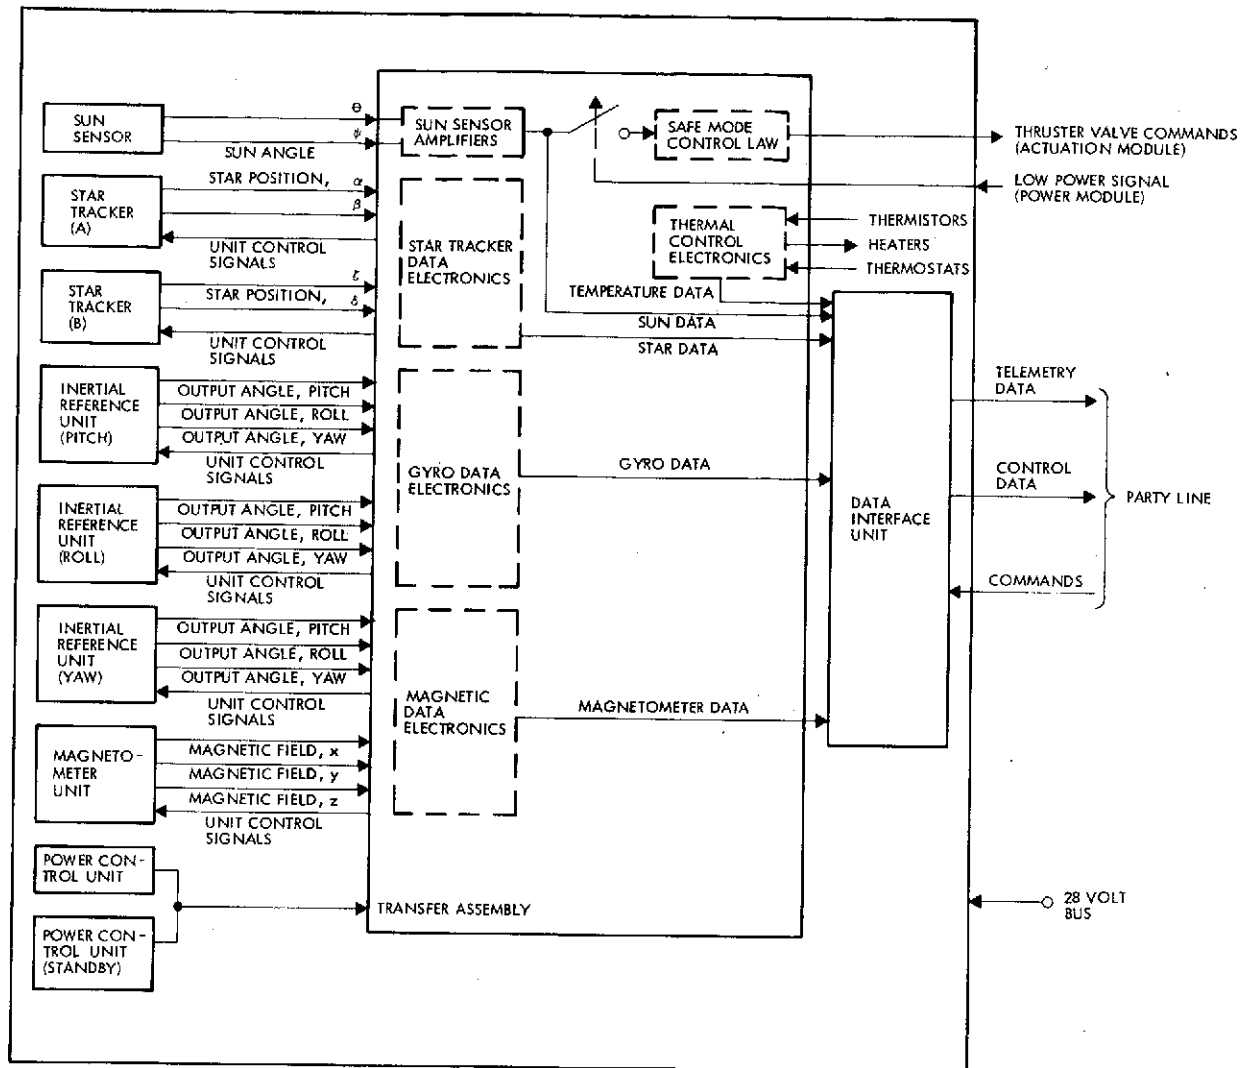 SUN
SENSOR
θ
ψ
SUN ANGLE
SUN SENSOR
AMPLIFIERS
SAFE MODE
CONTROL LAW
THRUSTER VALVE COMMANDS
(ACTUATION MODULE)
LOW POWER SIGNAL
(POWER MODULE)
STAR
TRACKER
(A)
STAR POSITION, α
β
UNIT CONTROL
SIGNALS
STAR TRACKER
DATA
ELECTRONICS
THERMAL
CONTROL
ELECTRONICS
THERMISTORS
HEATERS
THERMOSTATS
TEMPERATURE DATA
SUN DATA
STAR DATA
STAR
TRACKER
(B)
ζ
STAR POSITION,
δ
UNIT CONTROL
SIGNALS
INERTIAL
REFERENCE
UNIT
(PITCH)
OUTPUT ANGLE, PITCH
OUTPUT ANGLE, ROLL
OUTPUT ANGLE, YAW
UNIT CONTROL
SIGNALS
GYRO DATA
ELECTRONICS
GYRO DATA
DATA
INTERFACE
UNIT
TELEMETRY
DATA
CONTROL
DATA
COMMANDS
PARTY LINE
INERTIAL
REFERENCE
UNIT
(ROLL)
OUTPUT ANGLE, PITCH
OUTPUT ANGLE, ROLL
OUTPUT ANGLE, YAW
UNIT CONTROL
SIGNALS
INERTIAL
REFERENCE
UNIT
(YAW)
OUTPUT ANGLE, PITCH
OUTPUT ANGLE, ROLL
OUTPUT ANGLE, YAW
UNIT CONTROL
SIGNALS
MAGNETIC
DATA
ELECTRONICS
MAGNETOMETER DATA
MAGNETO-
METER
UNIT
MAGNETIC FIELD, x
MAGNETIC FIELD, y
MAGNETIC FIELD, z
UNIT CONTROL
SIGNALS
POWER CON-
TROL UNIT
POWER CON-
TROL UNIT
(STANDBY)
TRANSFER ASSEMBLY
28 VOLT
BUS